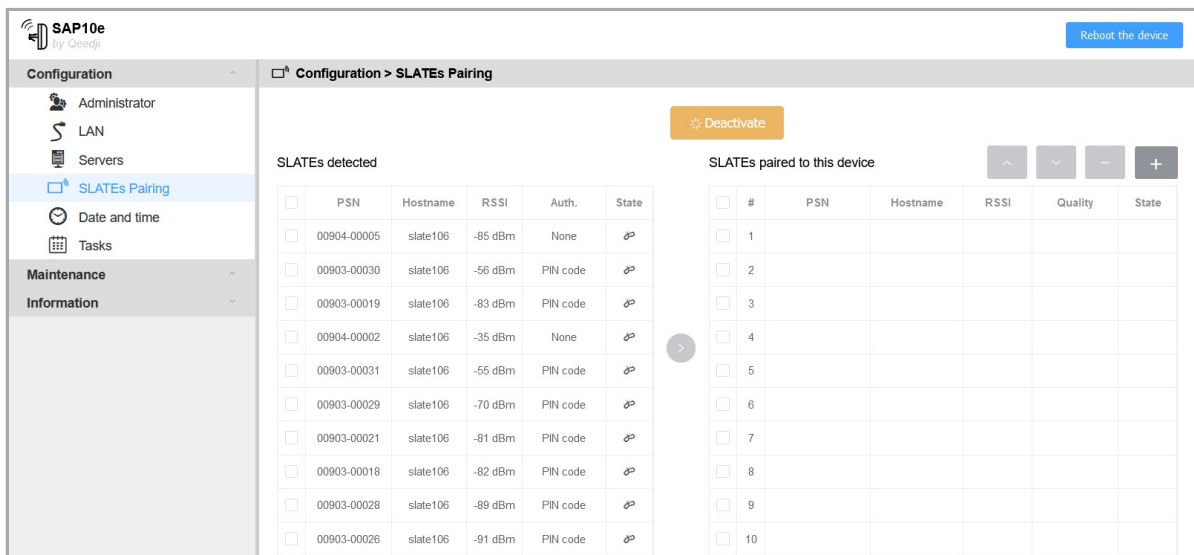 SAP10e
by Qeedji
Reboot the device
Configuration
Administrator
LAN
Servers
SLATEs Pairing
Date and time
Tasks
Maintenance
Information
Configuration > SLATEs Pairing
Deactivate
SLATEs detected
PSN Hostname RSSI Auth. State
00904-00005 slate106 -85 dBm None
00903-00030 slate106 -56 dBm PIN code
00903-00019 slate106 -83 dBm PIN code
00904-00002 slate106 -35 dBm None
00903-00031 slate106 -55 dBm PIN code
00903-00029 slate106 -70 dBm PIN code
00903-00021 slate106 -81 dBm PIN code
00903-00018 slate106 -82 dBm PIN code
00903-00028 slate106 -89 dBm PIN code
00903-00026 slate106 -91 dBm PIN code
SLATEs paired to this device
# PSN Hostname RSSI Quality State
1
2
3
4
5
6
7
8
9
10